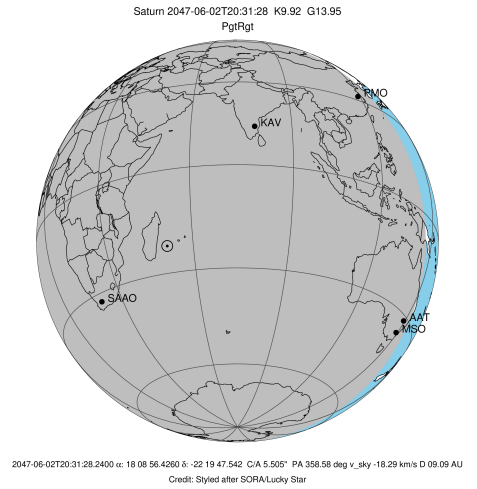 Saturn 2047-06-02T20:31:28 K9.92 G13.95
PgtRgt
PMO
KAV
SAAO
AAT
MSO
2047-06-02T20:31:28.2400 α: 18 08 56.4260 δ: -22 19 47.542 C/A 5.505" PA 358.58 deg v_sky -18.29 km/s D 09.09 AU
Credit: Styled after SORA/Lucky Star